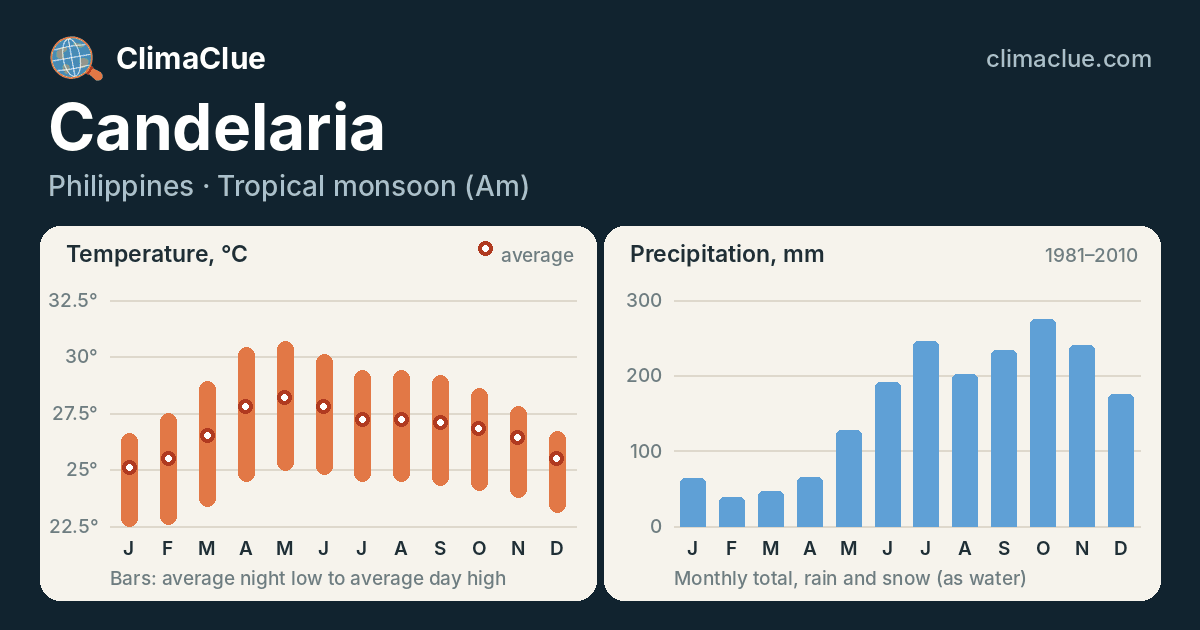 ClimaClue
climaclue.com
Candelaria
Philippines · Tropical monsoon (Am)
Temperature, °C
average
32.5°
30°
27.5°
25°
22.5°
J F M A M J J A S O N D
Bars: average night low to average day high
Precipitation, mm
1981–2010
300
200
100
0
J F M A M J J A S O N D
Monthly total, rain and snow (as water)